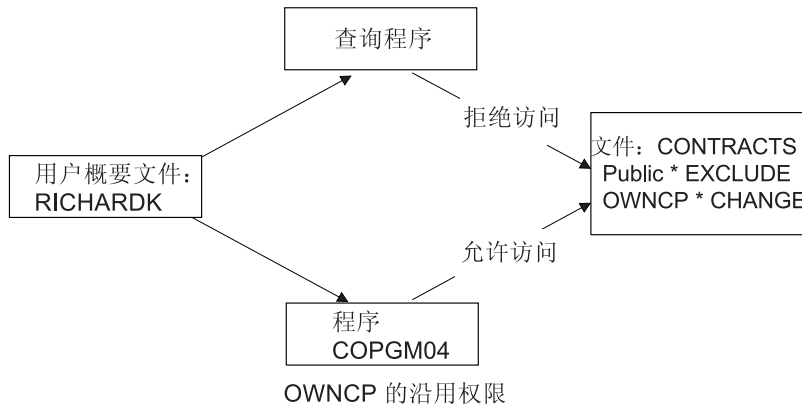 查询程序
拒绝访问
用户概要文件：
RICHARDK
文件：CONTRACTS
Public * EXCLUDE
OWNCP * CHANGE
允许访问
程序
COPGM04
OWNCP 的沿用权限